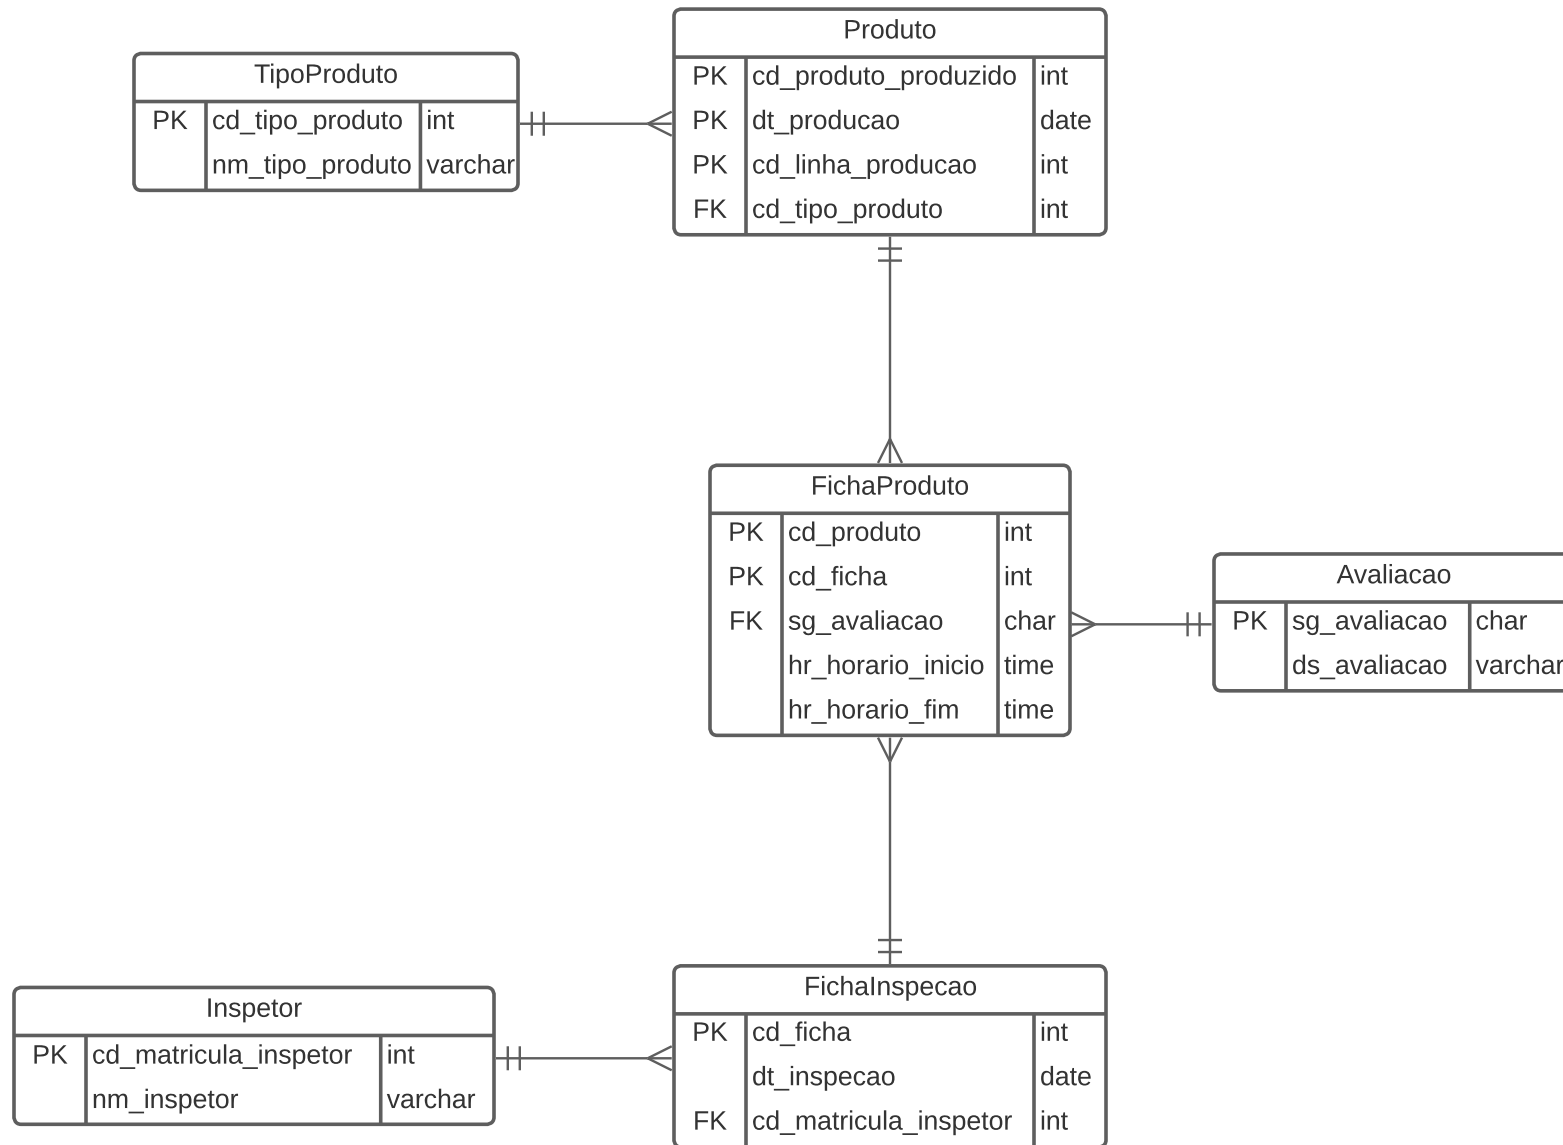 TipoProduto
PK cd_tipo_produto int
nm_tipo_produto varchar
Produto
PK cd_produto_produzido int
PK dt_producao date
PK cd_linha_producao int
FK cd_tipo_produto int
FichaProduto
PK cd_produto int
PK cd_ficha int
FK sg_avaliacao char
hr_horario_inicio time
hr_horario_fim time
Avaliacao
PK sg_avaliacao char
ds_avaliacao varchar
Inspetor
PK cd_matricula_inspetor int
nm_inspetor varchar
FichaInspecao
PK cd_ficha int
dt_inspecao date
FK cd_matricula_inspetor int